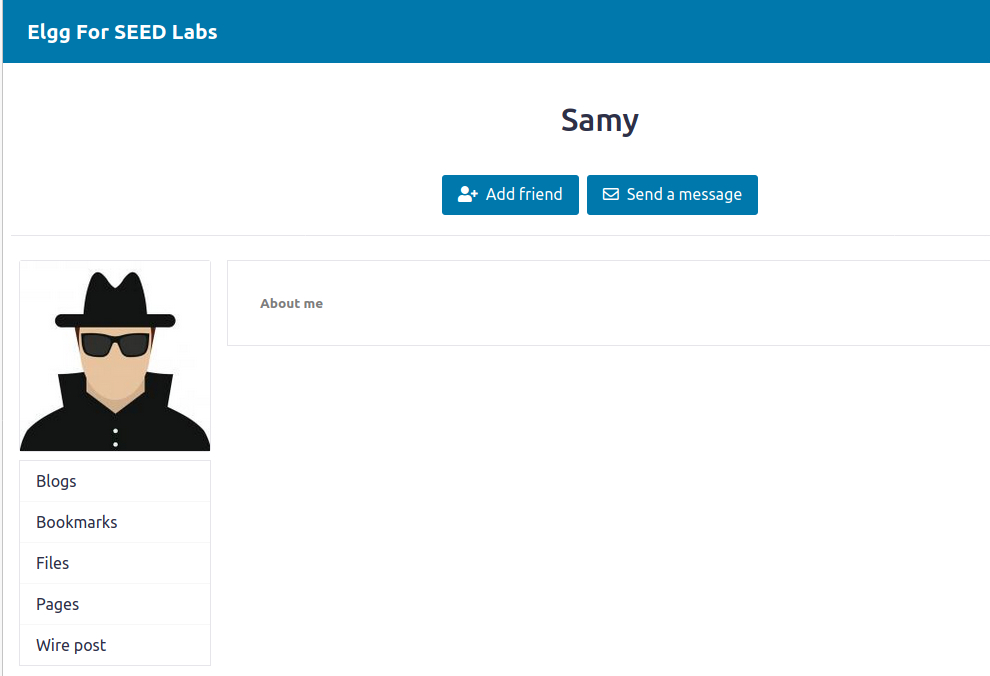 Elgg For SEED Labs
Samy
Add friend
Send a message
About me
Blogs
Bookmarks
Files
Pages
Wire post